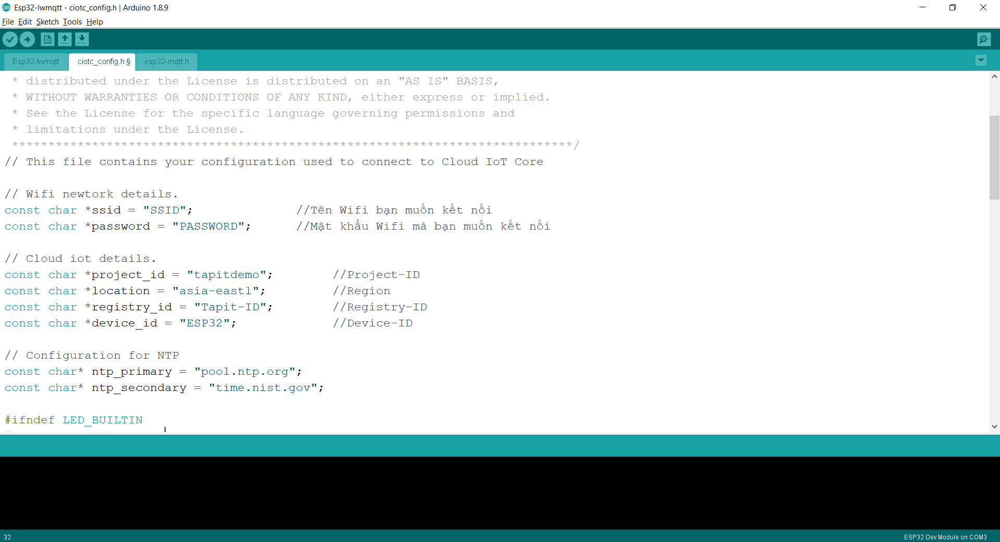 Esp32-lwmqtt - ciotc_config.h | Arduino 1.8.9
File Edit Sketch Tools Help
Esp32-lwmqtt ciotc_config.h § esp32-mqtt.h
* distributed under the License is distributed on an "AS IS" BASIS,
* WITHOUT WARRANTIES OR CONDITIONS OF ANY KIND, either express or implied.
* See the License for the specific language governing permissions and
* limitations under the License.
*****************************************************************************/
// This file contains your configuration used to connect to Cloud IoT Core
// Wifi newtork details.
const char *ssid = "SSID"; //Tên Wifi bạn muốn kết nối
const char *password = "PASSWORD"; //Mật khẩu Wifi mà bạn muốn kết nối
// Cloud iot details.
const char *project_id = "tapitdemo"; //Project-ID
const char *location = "asia-east1"; //Region
const char *registry_id = "Tapit-ID"; //Registry-ID
const char *device_id = "ESP32"; //Device-ID
// Configuration for NTP
const char* ntp_primary = "pool.ntp.org";
const char* ntp_secondary = "time.nist.gov";
#ifndef LED_BUILTIN
32 ESP32 Dev Module on COM3